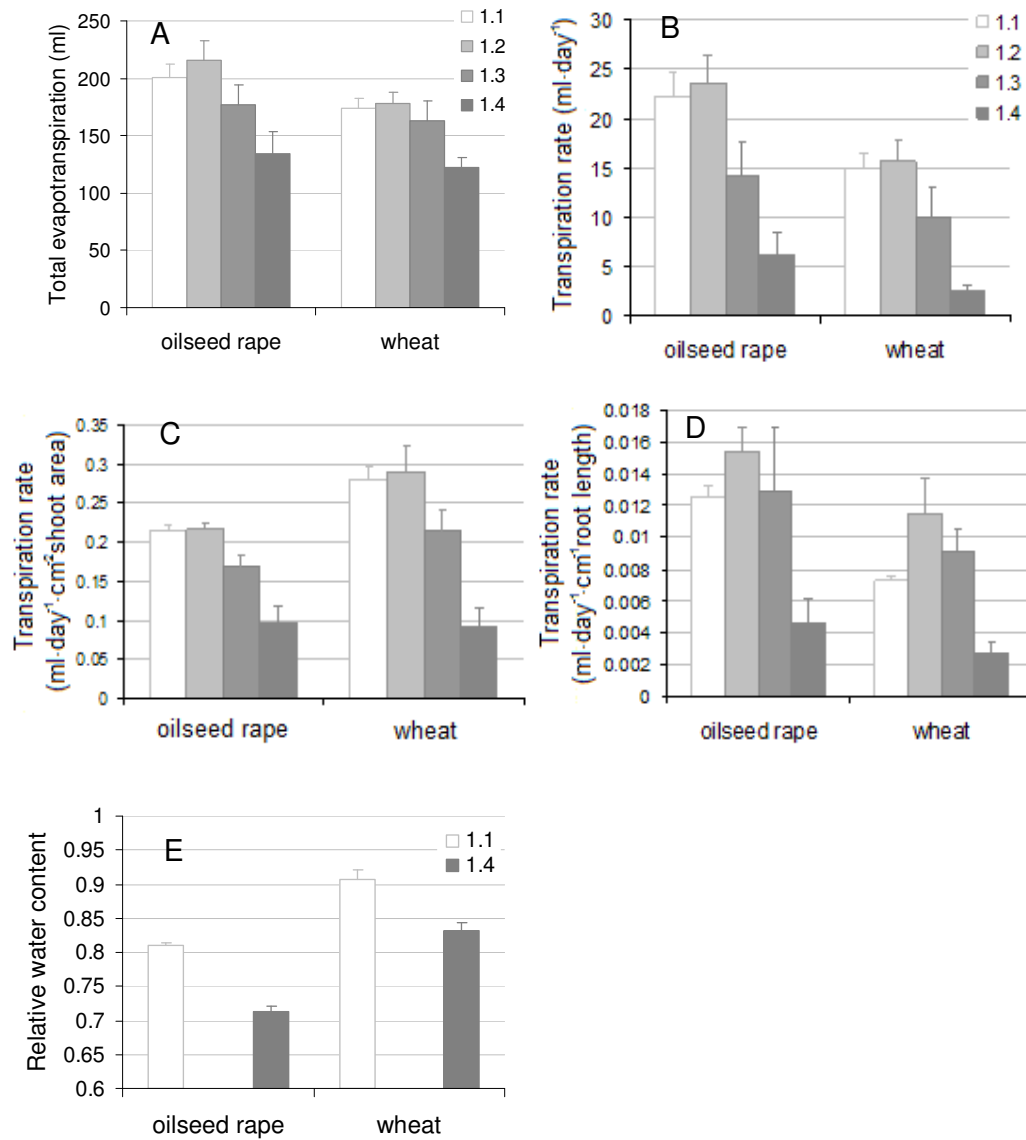 A
Total evapotranspiration (ml)
250
200
150
100
50
0
oilseed rape
wheat
1.1
1.2
1.3
1.4
B
Transpiration rate (ml·day⁻¹)
30
25
20
15
10
5
0
oilseed rape
wheat
1.1
1.2
1.3
1.4
C
Transpiration rate
(ml·day⁻¹·cm⁻²shoot area)
0.35
0.3
0.25
0.2
0.15
0.1
0.05
0
oilseed rape
wheat
D
Transpiration rate
(ml·day⁻¹·cm⁻¹root length)
0.018
0.016
0.014
0.012
0.01
0.008
0.006
0.004
0.002
0
oilseed rape
wheat
E
Relative water content
1
0.95
0.9
0.85
0.8
0.75
0.7
0.65
0.6
oilseed rape
wheat
1.1
1.4